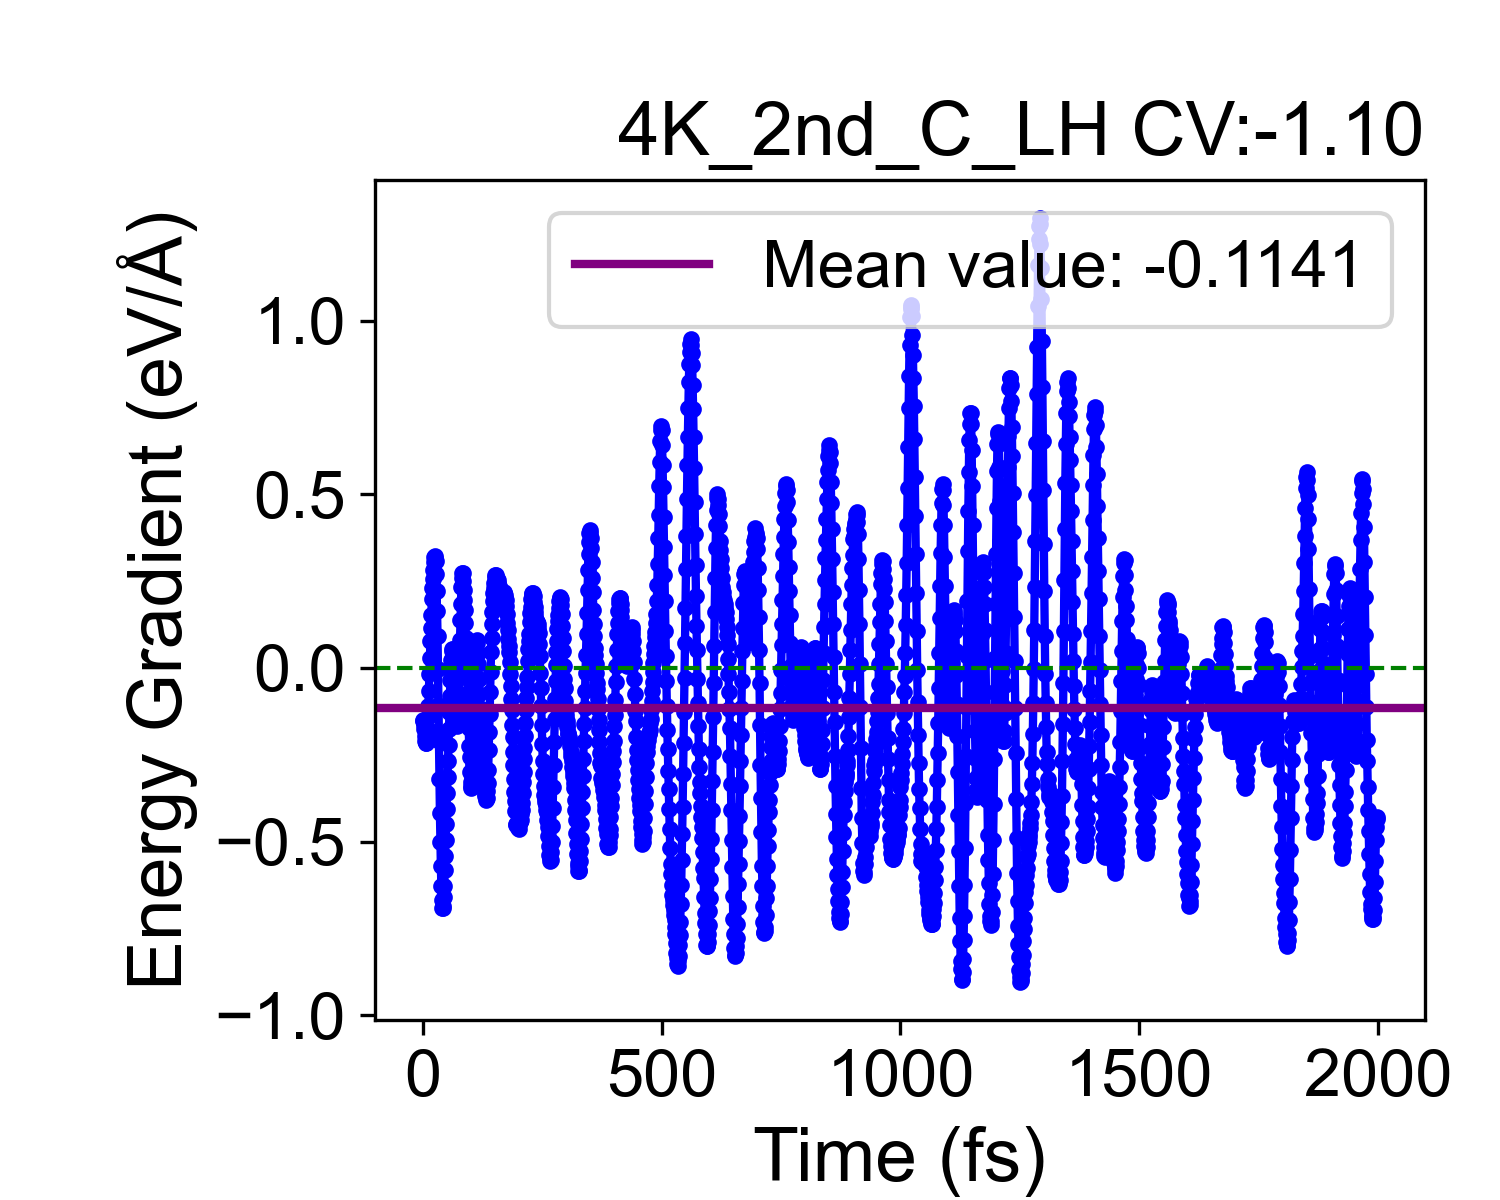 4K_2nd_C_LH CV:-1.10
Mean value: -0.1141
Energy Gradient (eV/Å)
1.0
0.5
0.0
−0.5
−1.0
0 500 1000 1500 2000
Time (fs)